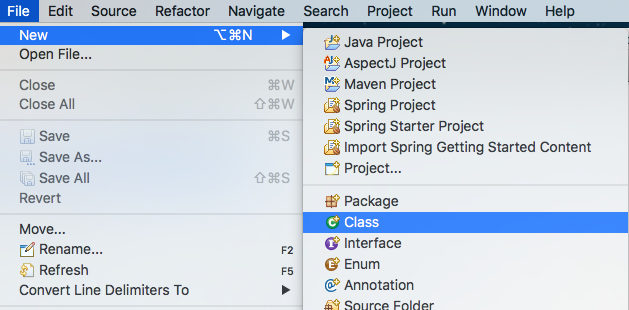 File Edit Source Refactor Navigate Search Project Run Window Help
New ⌥⌘N ▶
Open File...
Close ⌘W
Close All ⇧⌘W
Save ⌘S
Save As...
Save All ⇧⌘S
Revert
Move...
Rename... F2
Refresh F5
Convert Line Delimiters To ▶
Java Project
AspectJ Project
Maven Project
Spring Project
Spring Starter Project
Import Spring Getting Started Content
Project...
Package
Class
Interface
Enum
Annotation
Source Folder